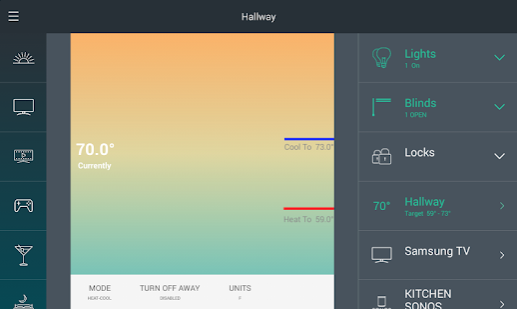 Hallway
70.0°
Currently
Cool To 73.0°
Heat To 59.0°
MODE
HEAT-COOL
TURN OFF AWAY
DISABLED
UNITS
F
Lights
1 On
Blinds
1 OPEN
Locks
70°
Hallway
Target 59° - 73°
Samsung TV
KITCHEN
SONOS